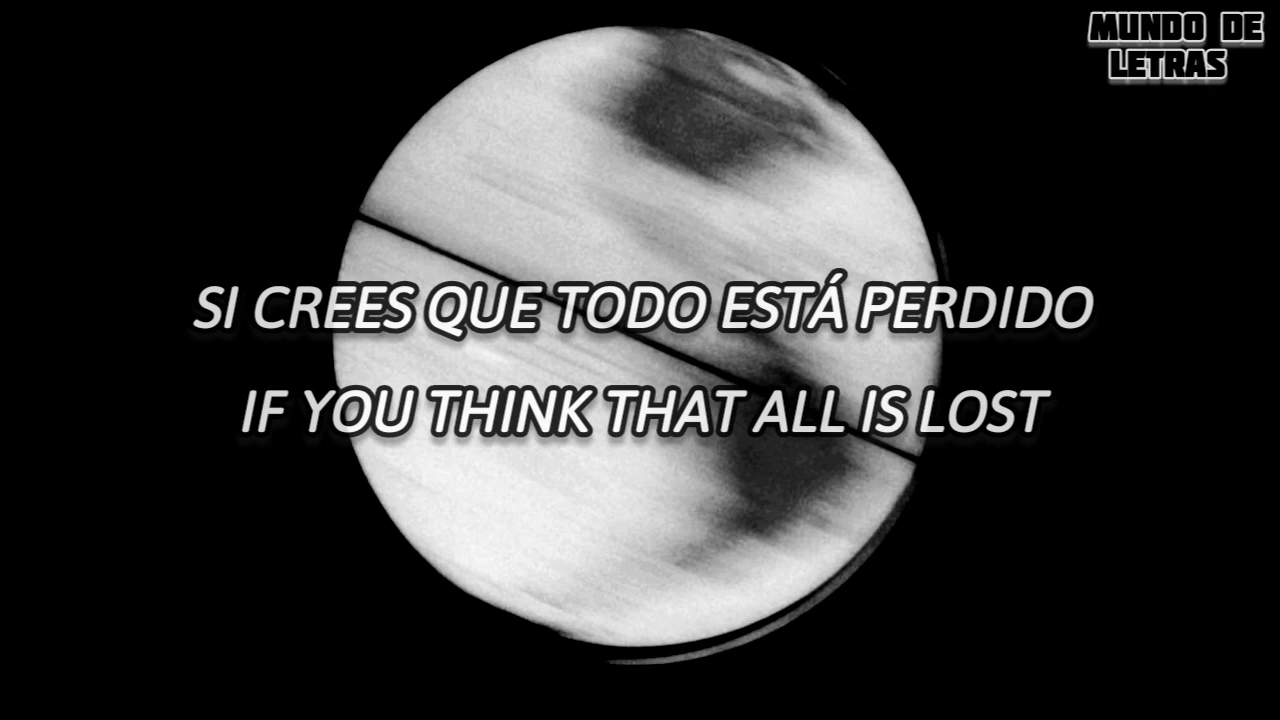 MUNDO DE
LETRAS
SI CREES QUE TODO ESTÁ PERDIDO
IF YOU THINK THAT ALL IS LOST